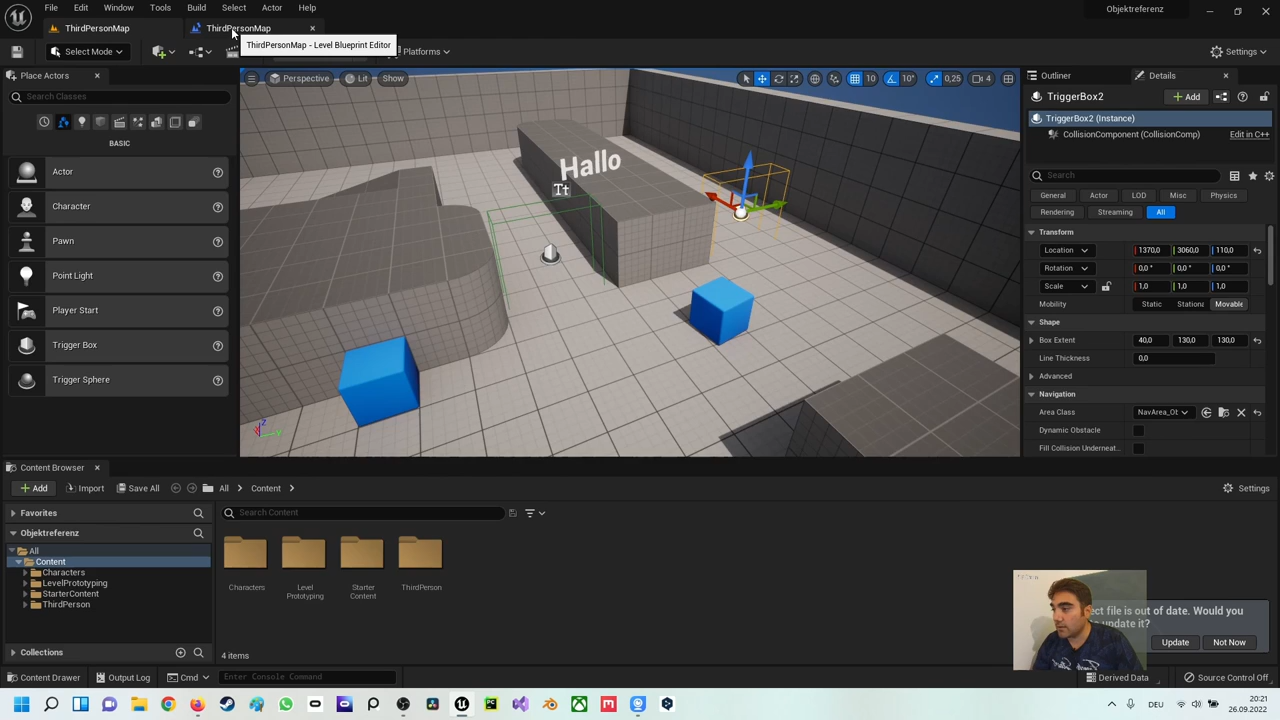 File Edit Window Tools Build Select Actor Help
Objektreferenz
ThirdPersonMap
ThirdPersonMap
ThirdPersonMap - Level Blueprint Editor
Select Mode
Platforms
Settings
Place Actors
Search Classes
BASIC
Actor
Character
Pawn
Point Light
Player Start
Trigger Box
Trigger Sphere
Perspective Lit Show
10 10° 0,25 4
Hallo
Tt
Outliner Details
TriggerBox2
Add
TriggerBox2 (Instance)
CollisionComponent (CollisionComp) Edit in C++
Search
General Actor LOD Misc Physics
Rendering Streaming All
Transform
Location 1370,0 3060,0 110,0
Rotation 0,0 ° 0,0 ° 0,0 °
Scale 1,0 1,0 1,0
Mobility Static Stationa Movable
Shape
Box Extent 40,0 130,0 130,0
Line Thickness 0,0
Advanced
Navigation
Area Class NavArea_Ob
Dynamic Obstacle
Fill Collision Underneat...
Content Browser
Add Import Save All All Content
Settings
Favorites
Search Content
Objektreferenz
All
Content
Characters
LevelPrototyping
StarterContent
ThirdPerson
Collections
Characters
Level Prototyping
Starter Content
ThirdPerson
4 items
ect file is out of date. Would you
update it?
Update Not Now
Content Drawer Output Log Cmd Enter Console Command
Derived Data Source Control Off
DEU
20:21
26.09.2022